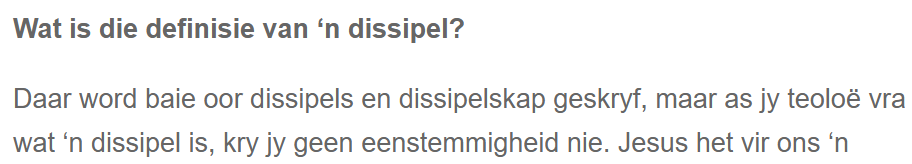 Wat is die definisie van ‘n dissipel?
Daar word baie oor dissipels en dissipelskap geskryf, maar as jy teoloë vra
wat ‘n dissipel is, kry jy geen eenstemmigheid nie. Jesus het vir ons ‘n